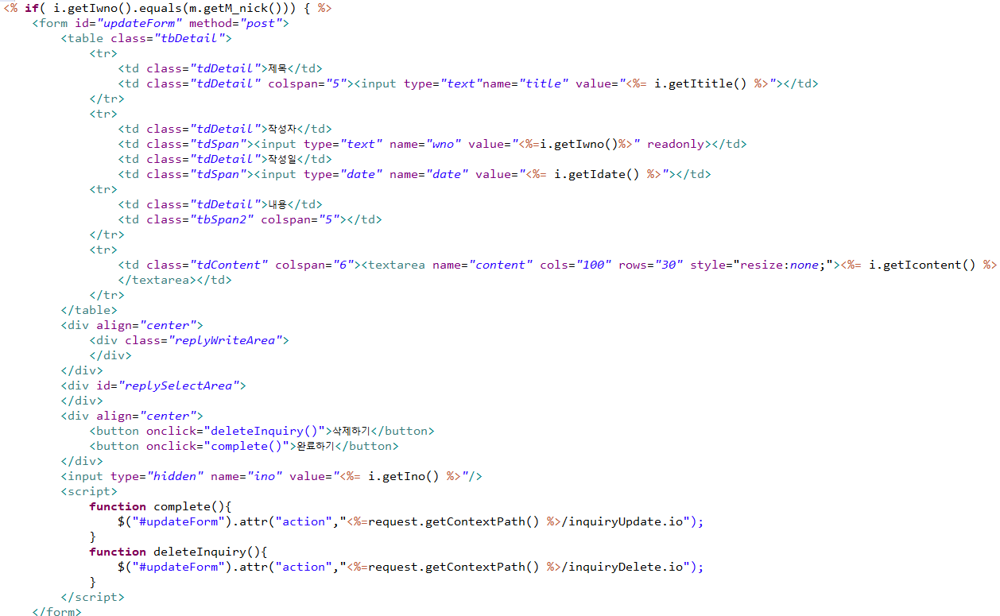 <% if( i.getIwno().equals(m.getM_nick())) { %>
    <form id="updateForm" method="post">
        <table class="tbDetail">
            <tr>
                <td class="tdDetail">제목</td>
                <td class="tdDetail" colspan="5"><input type="text"name="title" value="<%= i.getItitle() %>"></td>
            </tr>
            <tr>
                <td class="tdDetail">작성자</td>
                <td class="tdSpan"><input type="text" name="wno" value="<%=i.getIwno()%>" readonly></td>
                <td class="tdDetail">작성일</td>
                <td class="tdSpan"><input type="date" name="date" value="<%= i.getIdate() %>"></td>
            <tr>
                <td class="tdDetail">내용</td>
                <td class="tbSpan2" colspan="5"></td>
            </tr>
            <tr>
                <td class="tdContent" colspan="6"><textarea name="content" cols="100" rows="30" style="resize:none;"><%= i.getIcontent() %>
                </textarea></td>
            </tr>
        </table>
        <div align="center">
            <div class="replyWriteArea">
            </div>
        </div>
        <div id="replySelectArea">
        </div>
        <div align="center">
            <button onclick="deleteInquiry()">삭제하기</button>
            <button onclick="complete()">완료하기</button>
        </div>
        <input type="hidden" name="ino" value="<%= i.getIno() %>"/>
        <script>
            function complete(){
                $("#updateForm").attr("action","<%=request.getContextPath() %>/inquiryUpdate.io");
            }
            function deleteInquiry(){
                $("#updateForm").attr("action","<%=request.getContextPath() %>/inquiryDelete.io");
            }
        </script>
    </form>